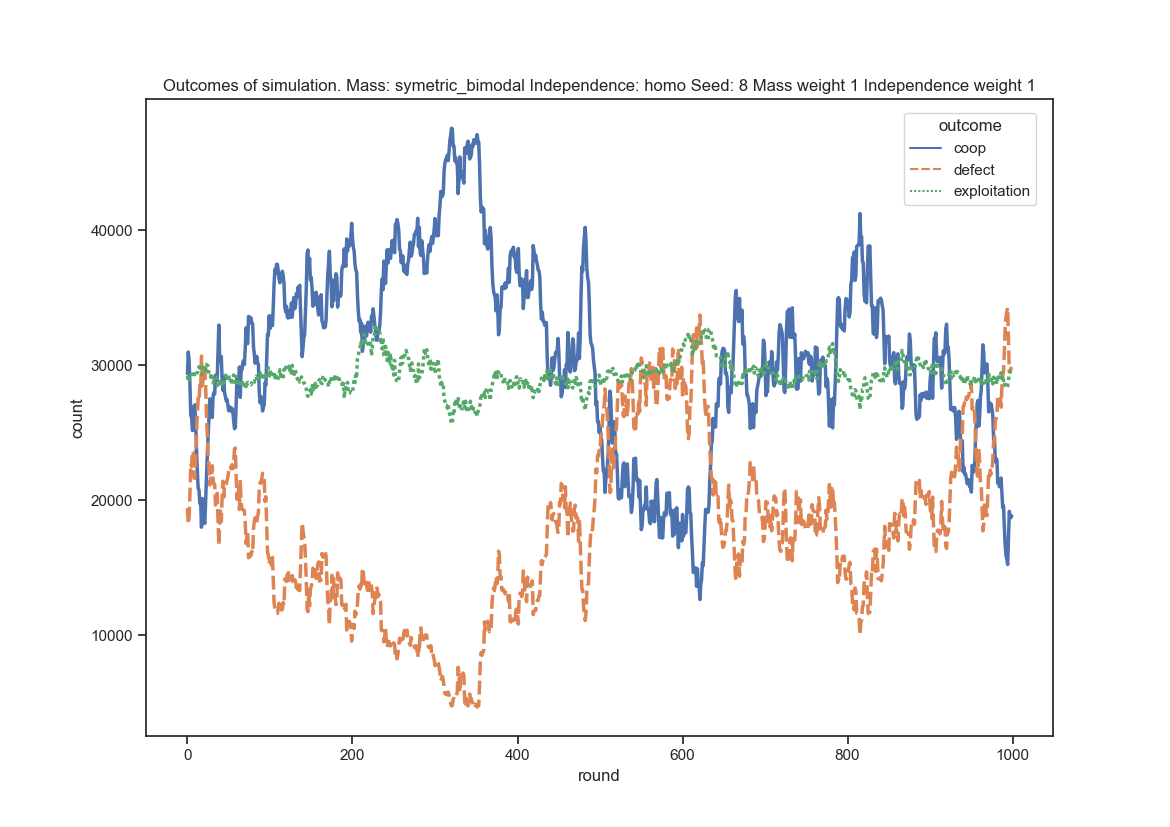 Outcomes of simulation. Mass: symetric_bimodal Independence: homo Seed: 8 Mass weight 1 Independence weight 1
outcome
coop
defect
exploitation
count
40000
30000
20000
10000
0 200 400 600 800 1000
round